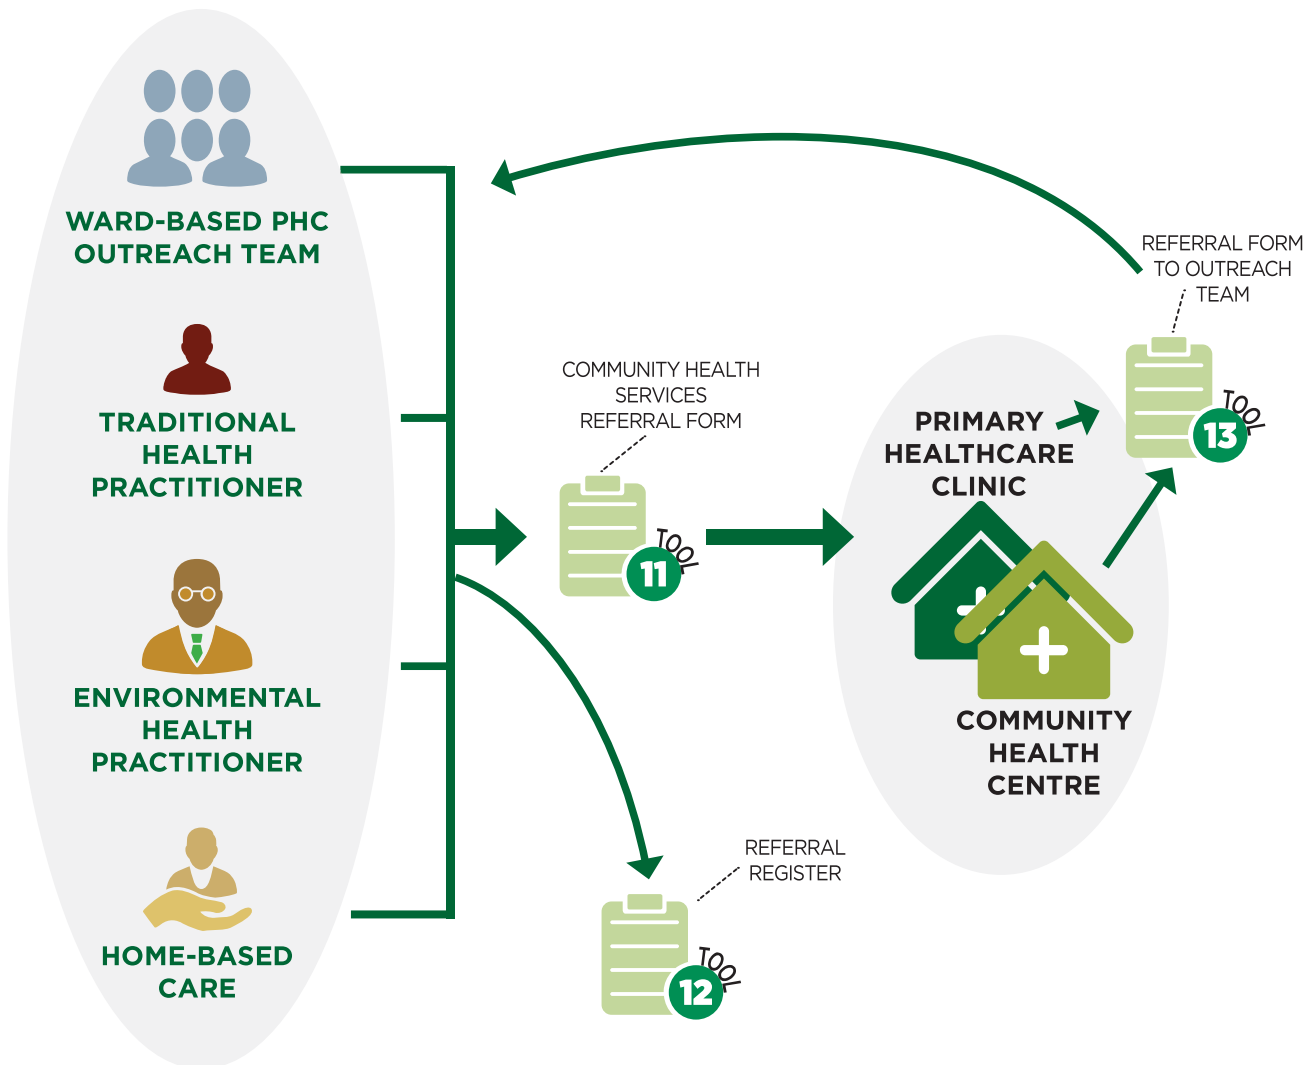 WARD-BASED PHC
OUTREACH TEAM
TRADITIONAL
HEALTH
PRACTITIONER
ENVIRONMENTAL
HEALTH
PRACTITIONER
HOME-BASED
CARE
COMMUNITY HEALTH
SERVICES
REFERRAL FORM
TOOL
11
REFERRAL
REGISTER
TOOL
12
PRIMARY
HEALTHCARE
CLINIC
COMMUNITY
HEALTH
CENTRE
REFERRAL FORM
TO OUTREACH
TEAM
TOOL
13